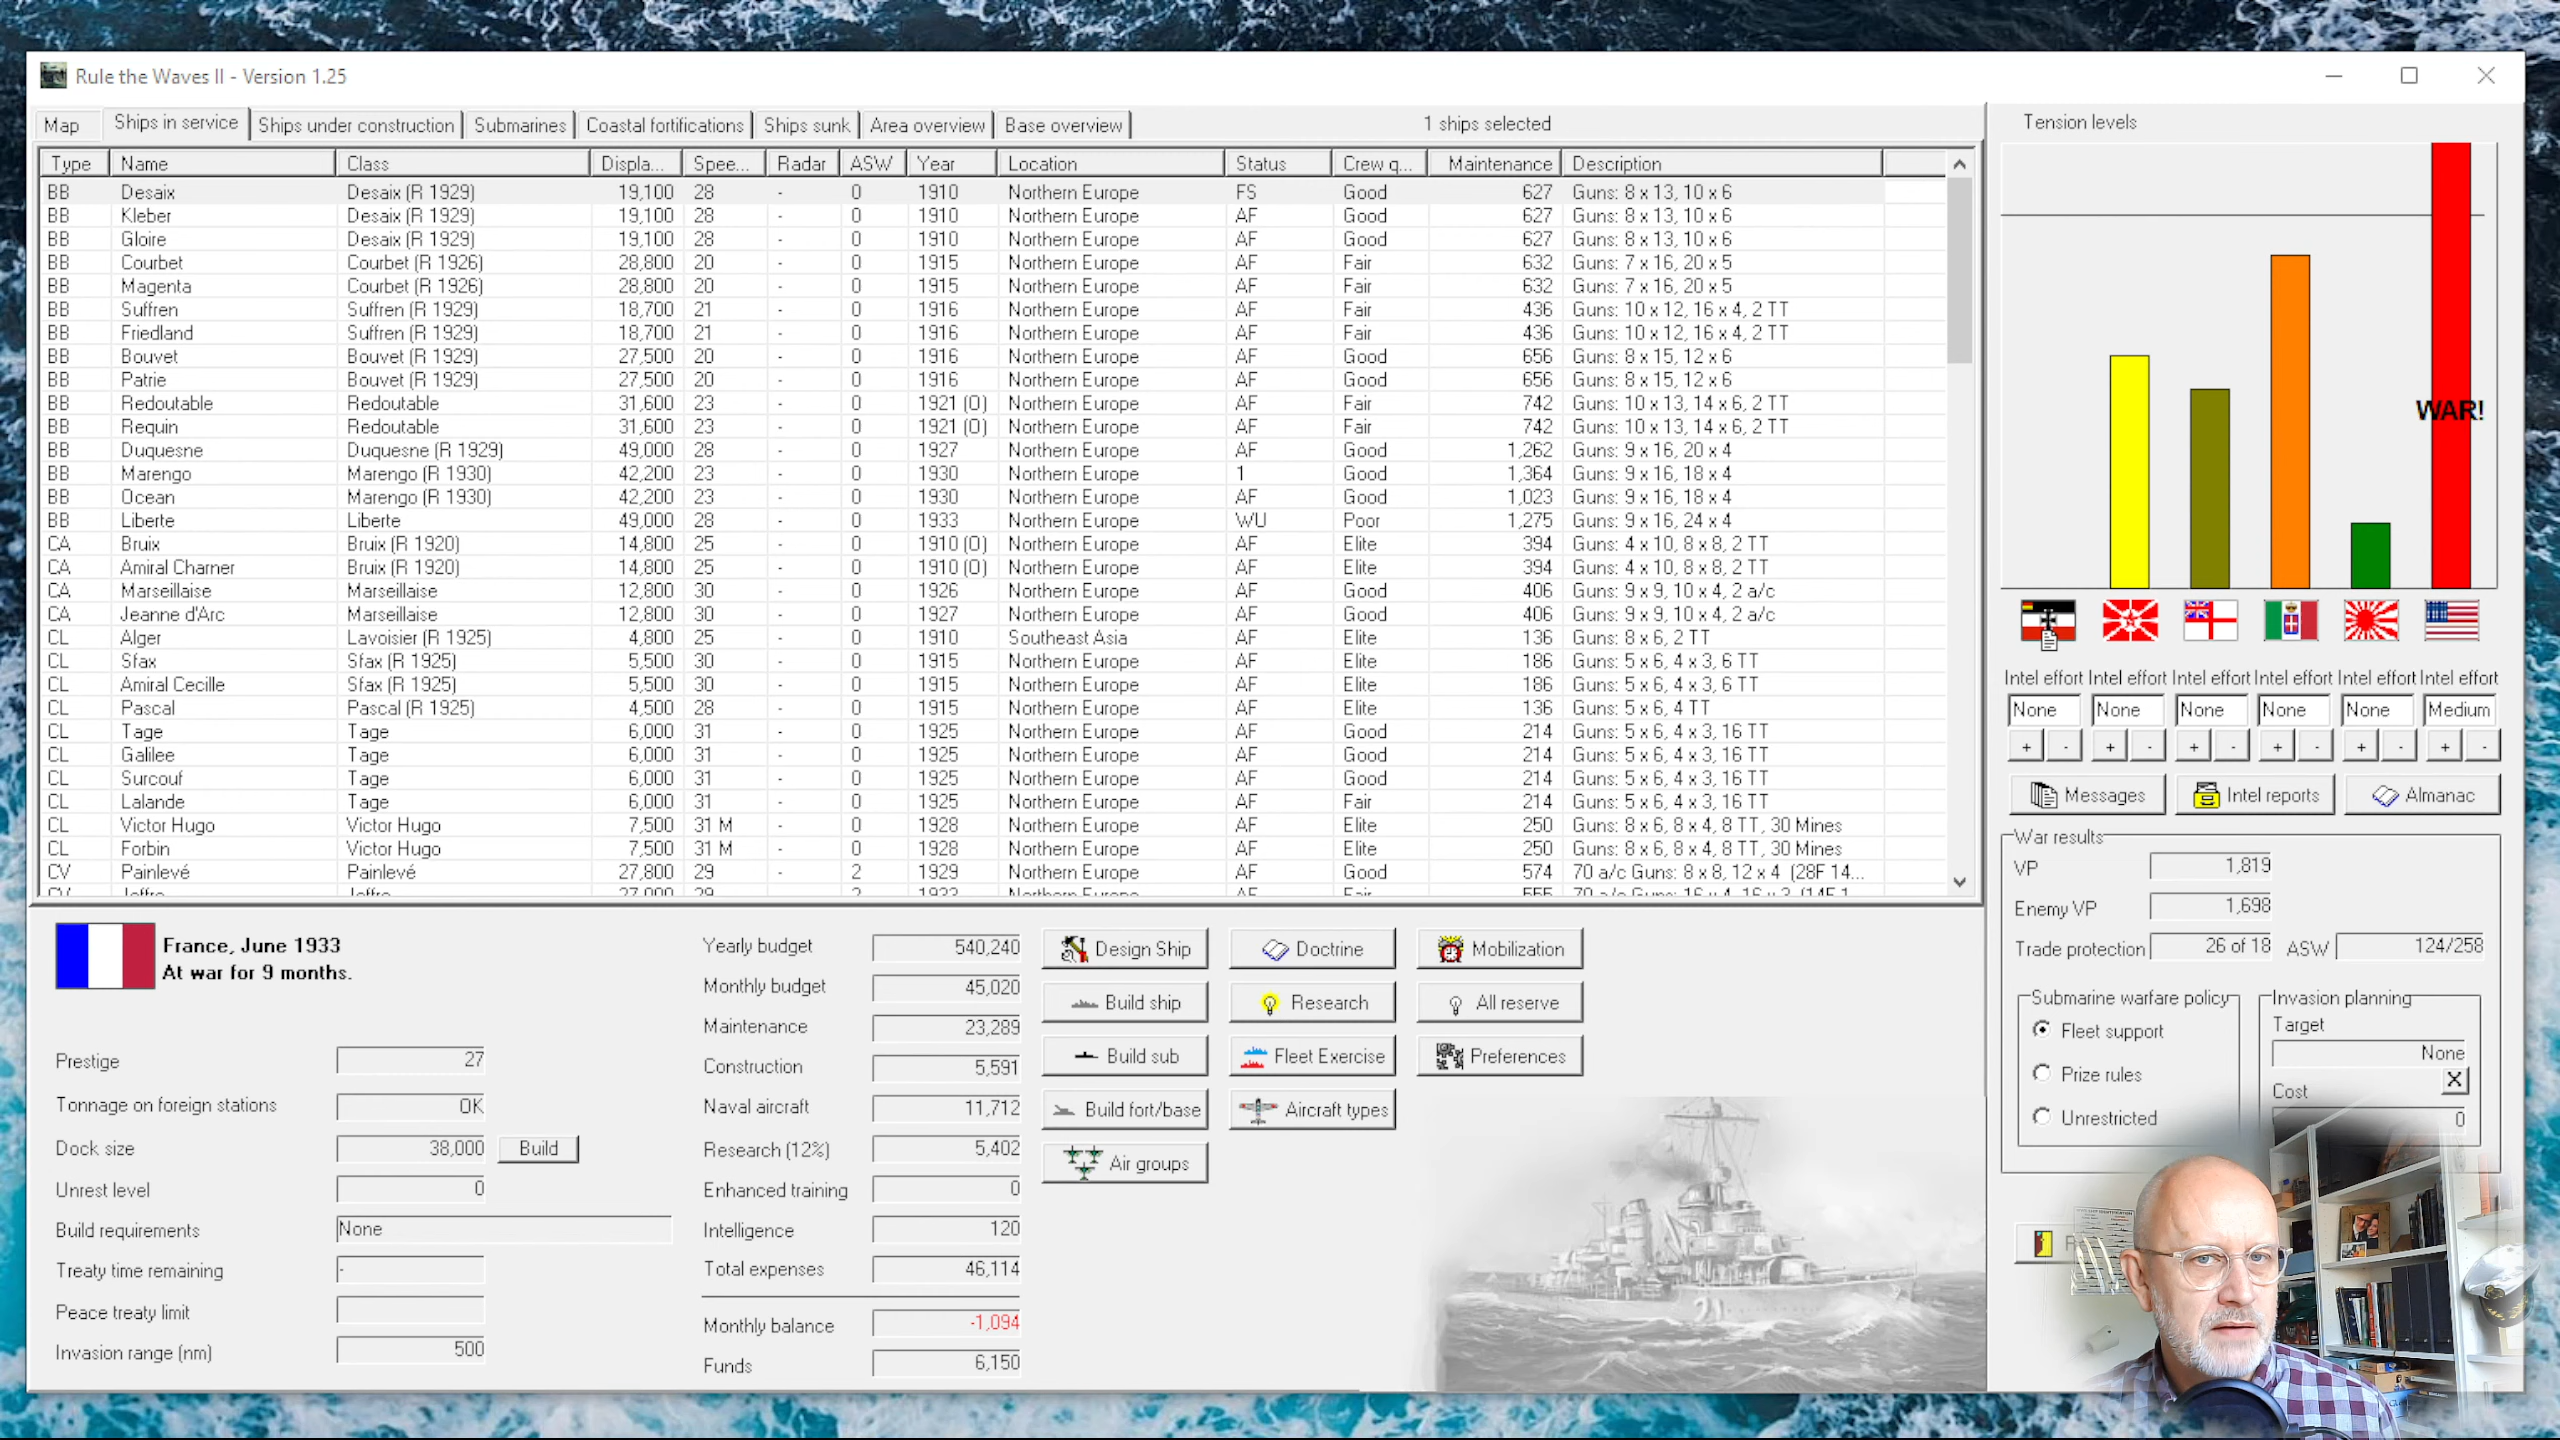 Rule the Waves II - Version 1.25
Map Ships in service Ships under construction Submarines Coastal fortifications Ships sunk Area overview Base overview 1 ships selected
Type Name Class Displa... Spee... Radar ASW Year Location Status Crew q... Maintenance Description
BB Desaix Desaix (R 1929) 19,100 28 - 0 1910 Northern Europe FS Good 627 Guns: 8 x 13, 10 x 6
BB Kleber Desaix (R 1929) 19,100 28 - 0 1910 Northern Europe AF Good 627 Guns: 8 x 13, 10 x 6
BB Gloire Desaix (R 1929) 19,100 28 - 0 1910 Northern Europe AF Good 627 Guns: 8 x 13, 10 x 6
BB Courbet Courbet (R 1926) 28,800 20 - 0 1915 Northern Europe AF Fair 632 Guns: 7 x 16, 20 x 5
BB Magenta Courbet (R 1926) 28,800 20 - 0 1915 Northern Europe AF Fair 632 Guns: 7 x 16, 20 x 5
BB Suffren Suffren (R 1929) 18,700 21 - 0 1916 Northern Europe AF Fair 436 Guns: 10 x 12, 16 x 4, 2 TT
BB Friedland Suffren (R 1929) 18,700 21 - 0 1916 Northern Europe AF Fair 436 Guns: 10 x 12, 16 x 4, 2 TT
BB Bouvet Bouvet (R 1929) 27,500 20 - 0 1916 Northern Europe AF Good 656 Guns: 8 x 15, 12 x 6
BB Patrie Bouvet (R 1929) 27,500 20 - 0 1916 Northern Europe AF Good 656 Guns: 8 x 15, 12 x 6
BB Redoutable Redoutable 31,600 23 - 0 1921 (O) Northern Europe AF Fair 742 Guns: 10 x 13, 14 x 6, 2 TT
BB Requin Redoutable 31,600 23 - 0 1921 (O) Northern Europe AF Fair 742 Guns: 10 x 13, 14 x 6, 2 TT
BB Duquesne Duquesne (R 1929) 49,000 28 - 0 1927 Northern Europe AF Good 1,262 Guns: 9 x 16, 20 x 4
BB Marengo Marengo (R 1930) 42,200 23 - 0 1930 Northern Europe 1 Good 1,364 Guns: 9 x 16, 18 x 4
BB Ocean Marengo (R 1930) 42,200 23 - 0 1930 Northern Europe AF Good 1,023 Guns: 9 x 16, 18 x 4
BB Liberte Liberte 49,000 28 - 0 1933 Northern Europe WU Poor 1,275 Guns: 9 x 16, 24 x 4
CA Bruix Bruix (R 1920) 14,800 25 - 0 1910 (O) Northern Europe AF Elite 394 Guns: 4 x 10, 8 x 8, 2 TT
CA Amiral Charner Bruix (R 1920) 14,800 25 - 0 1910 (O) Northern Europe AF Elite 394 Guns: 4 x 10, 8 x 8, 2 TT
CA Marseillaise Marseillaise 12,800 30 - 0 1926 Northern Europe AF Good 406 Guns: 9 x 9, 10 x 4, 2 a/c
CA Jeanne d'Arc Marseillaise 12,800 30 - 0 1927 Northern Europe AF Good 406 Guns: 9 x 9, 10 x 4, 2 a/c
CL Alger Lavoisier (R 1925) 4,800 25 - 0 1910 Southeast Asia AF Elite 136 Guns: 8 x 6, 2 TT
CL Sfax Sfax (R 1925) 5,500 30 - 0 1915 Northern Europe AF Elite 186 Guns: 5 x 6, 4 x 3, 6 TT
CL Amiral Cecille Sfax (R 1925) 5,500 30 - 0 1915 Northern Europe AF Elite 186 Guns: 5 x 6, 4 x 3, 6 TT
CL Pascal Pascal (R 1925) 4,500 28 - 0 1915 Northern Europe AF Elite 136 Guns: 5 x 6, 4 TT
CL Tage Tage 6,000 31 - 0 1925 Northern Europe AF Good 214 Guns: 5 x 6, 4 x 3, 16 TT
CL Galilee Tage 6,000 31 - 0 1925 Northern Europe AF Good 214 Guns: 5 x 6, 4 x 3, 16 TT
CL Surcouf Tage 6,000 31 - 0 1925 Northern Europe AF Good 214 Guns: 5 x 6, 4 x 3, 16 TT
CL Lalande Tage 6,000 31 - 0 1925 Northern Europe AF Fair 214 Guns: 5 x 6, 4 x 3, 16 TT
CL Victor Hugo Victor Hugo 7,500 31 M - 0 1928 Northern Europe AF Elite 250 Guns: 8 x 6, 8 x 4, 8 TT, 30 Mines
CL Forbin Victor Hugo 7,500 31 M - 0 1928 Northern Europe AF Elite 250 Guns: 8 x 6, 8 x 4, 8 TT, 30 Mines
CV Painlevé Painlevé 27,800 29 - 2 1929 Northern Europe AF Good 574 70 a/c Guns: 8 x 8, 12 x 4 (28F 14...
Tension levels
WAR!
Intel effort Intel effort Intel effort Intel effort Intel effort Intel effort
None None None None None Medium
+ - + - + - + - + - + -
Messages Intel reports Almanac
War results
VP 1,819
Enemy VP 1,698
Trade protection 26 of 18 ASW 124/258
Submarine warfare policy
Fleet support
Prize rules
Unrestricted
Invasion planning
Target
None
X
Cost
0
France, June 1933
At war for 9 months.
Prestige 27
Tonnage on foreign stations OK
Dock size 38,000 Build
Unrest level 0
Build requirements None
Treaty time remaining -
Peace treaty limit
Invasion range (nm) 500
Yearly budget 540,240
Monthly budget 45,020
Maintenance 23,289
Construction 5,591
Naval aircraft 11,712
Research (12%) 5,402
Enhanced training 0
Intelligence 120
Total expenses 46,114
Monthly balance -1,094
Funds 6,150
Design Ship Doctrine Mobilization
Build ship Research All reserve
Build sub Fleet Exercise Preferences
Build fort/base Aircraft types
Air groups